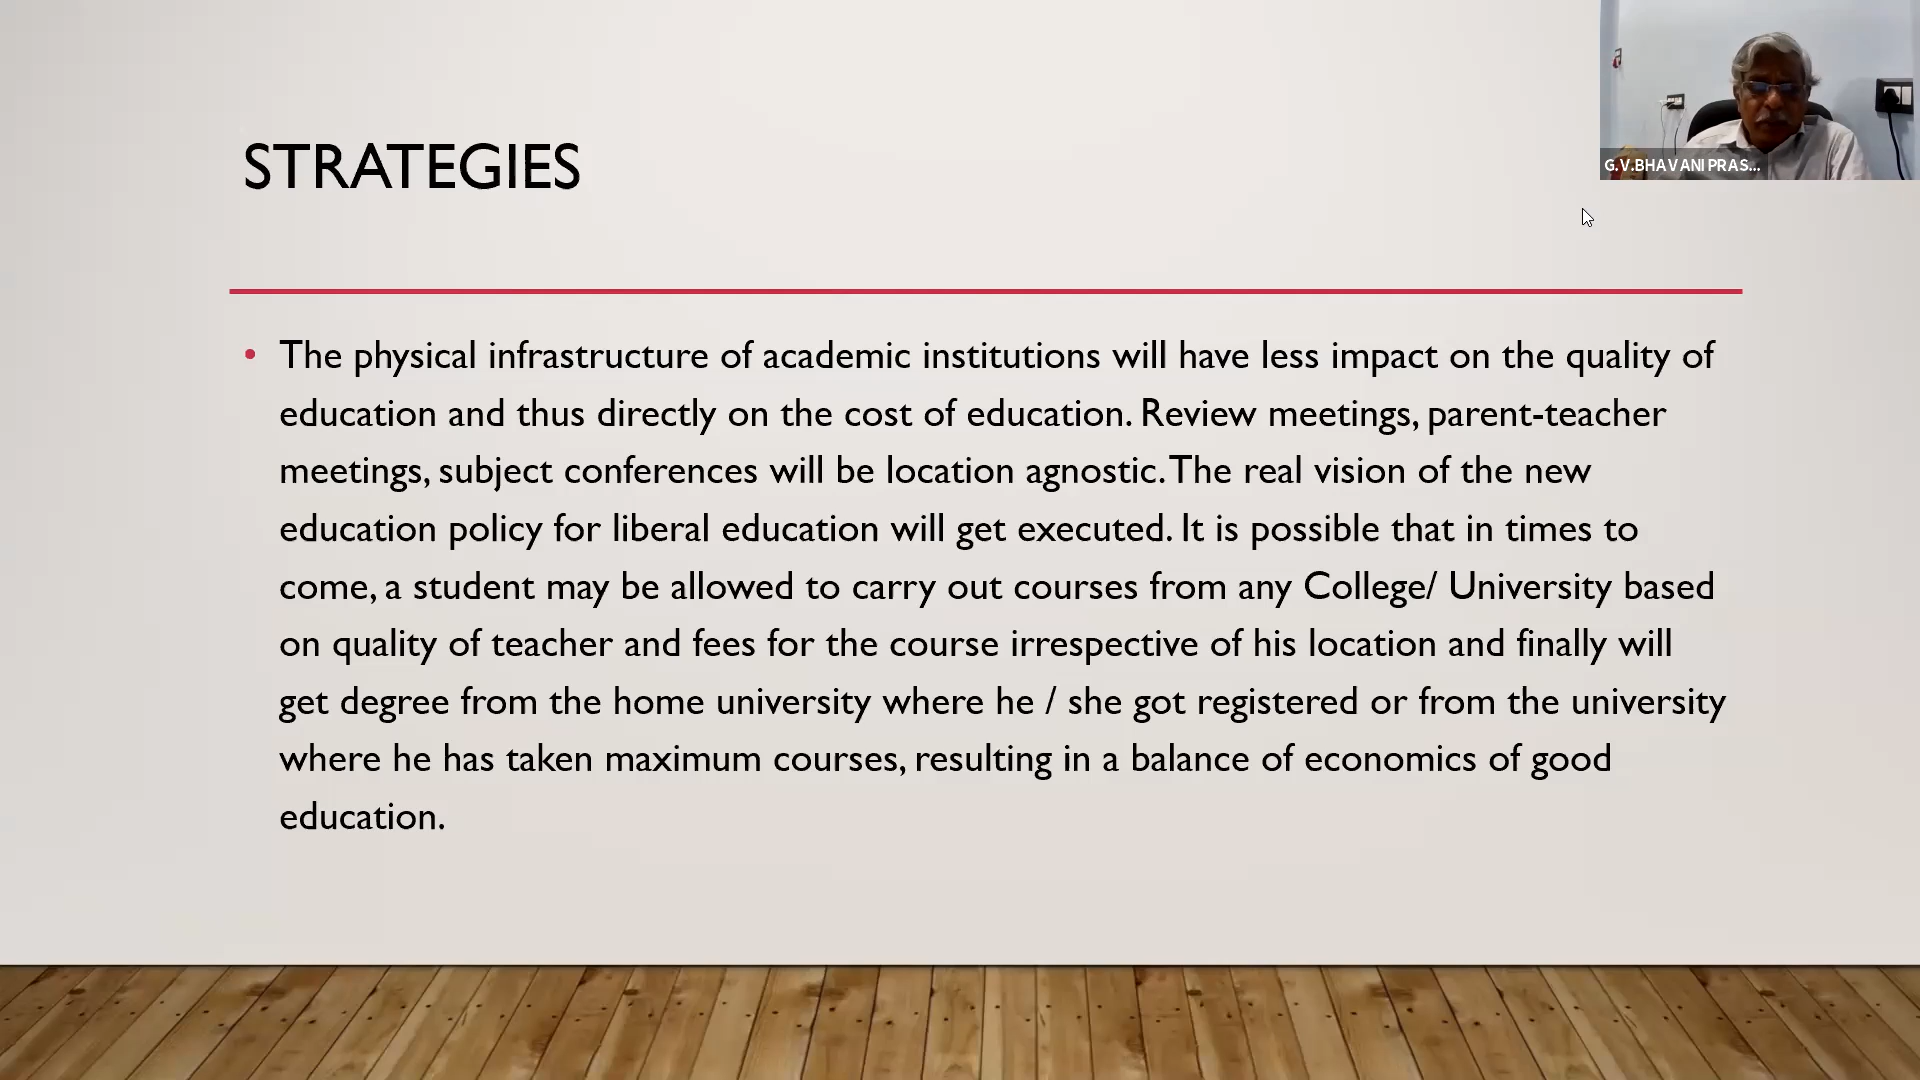 STRATEGIES
G.V.BHAVANI PRAS...
• The physical infrastructure of academic institutions will have less impact on the quality of
education and thus directly on the cost of education. Review meetings, parent-teacher
meetings, subject conferences will be location agnostic. The real vision of the new
education policy for liberal education will get executed. It is possible that in times to
come, a student may be allowed to carry out courses from any College/ University based
on quality of teacher and fees for the course irrespective of his location and finally will
get degree from the home university where he / she got registered or from the university
where he has taken maximum courses, resulting in a balance of economics of good
education.